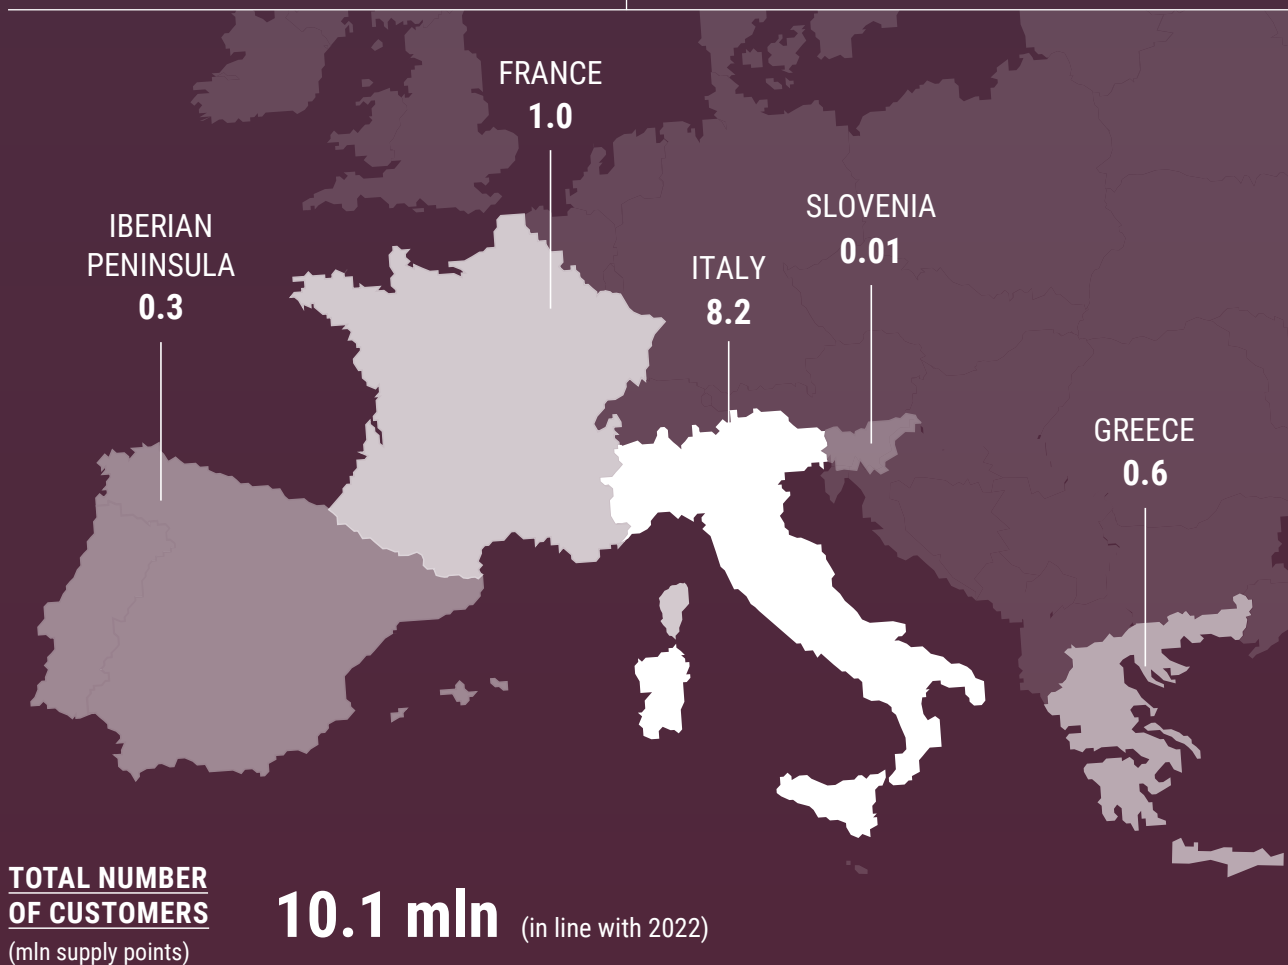 FRANCE
1.0
IBERIAN
PENINSULA
0.3
SLOVENIA
0.01
ITALY
8.2
GREECE
0.6
TOTAL NUMBER
OF CUSTOMERS
(mln supply points)
10.1 mln (in line with 2022)